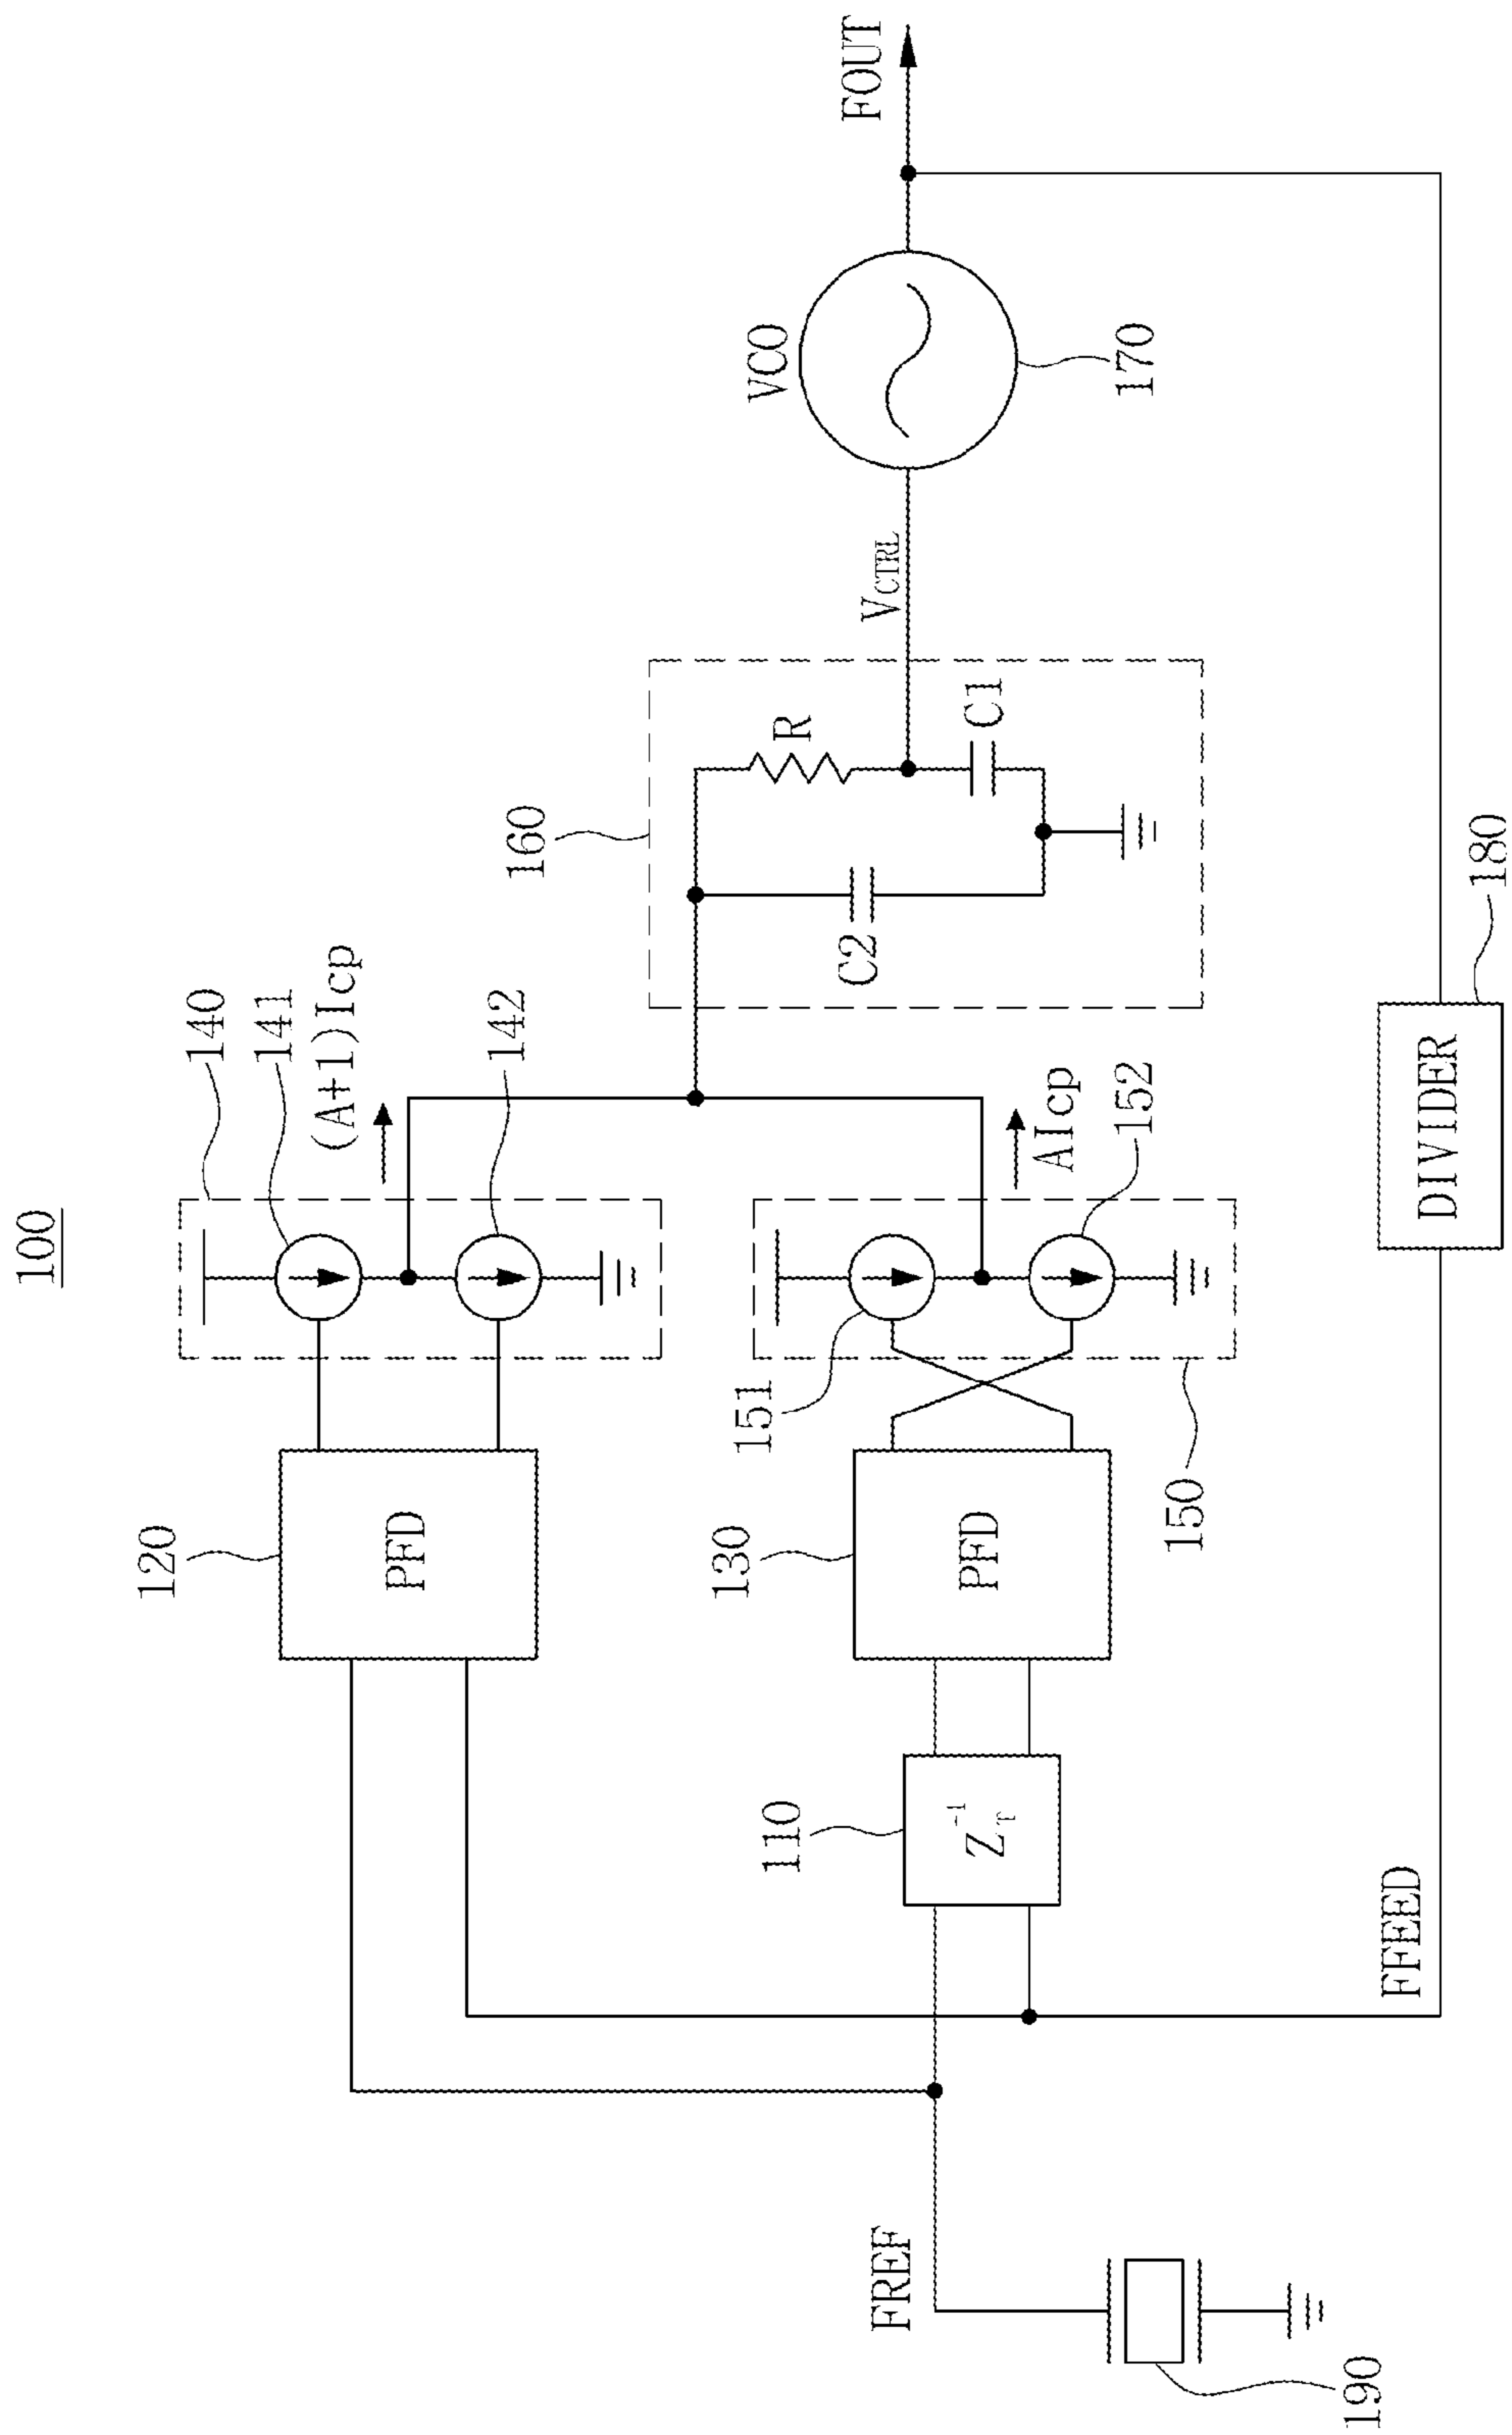 100
140
141
(A+1)Icp
142
120
PFD
160
R
C2
C1
VCTRL
VCO
170
FOUT
130
PFD
151
AIcp
152
150
110
Z_T^-1
FREF
190
FFEED
DIVIDER
180